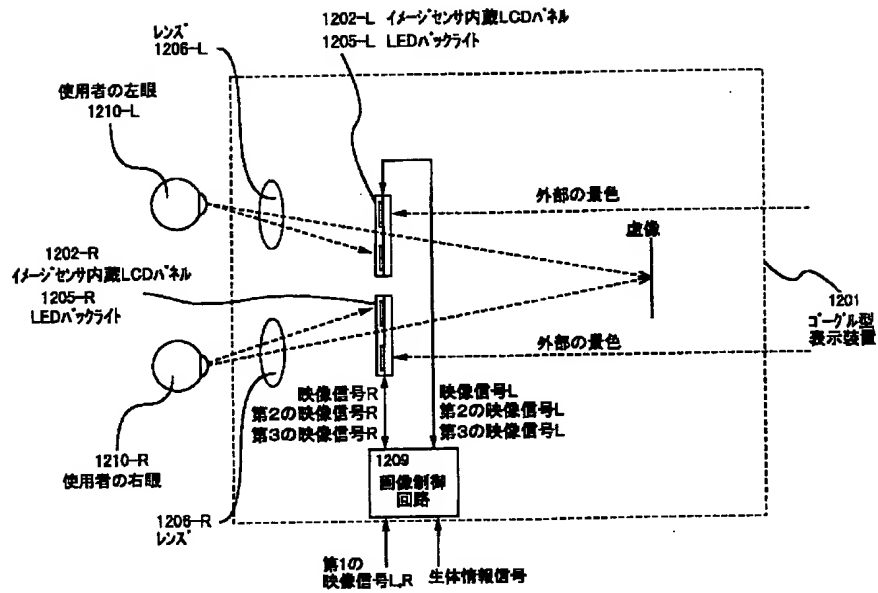 レンズ
1206-L
1202-L イメージセンサ内蔵LCDパネル
1205-L LEDバックライト
使用者の左眼
1210-L
外部の景色
虚像
1202-R
イメージセンサ内蔵LCDパネル
1205-R
LEDバックライト
1201
ゴーグル型
表示装置
外部の景色
映像信号R
第2の映像信号R
第3の映像信号R
映像信号L
第2の映像信号L
第3の映像信号L
1210-R
使用者の右眼
1209
画像制御
回路
1206-R
レンズ
第1の
映像信号L,R
生体情報信号